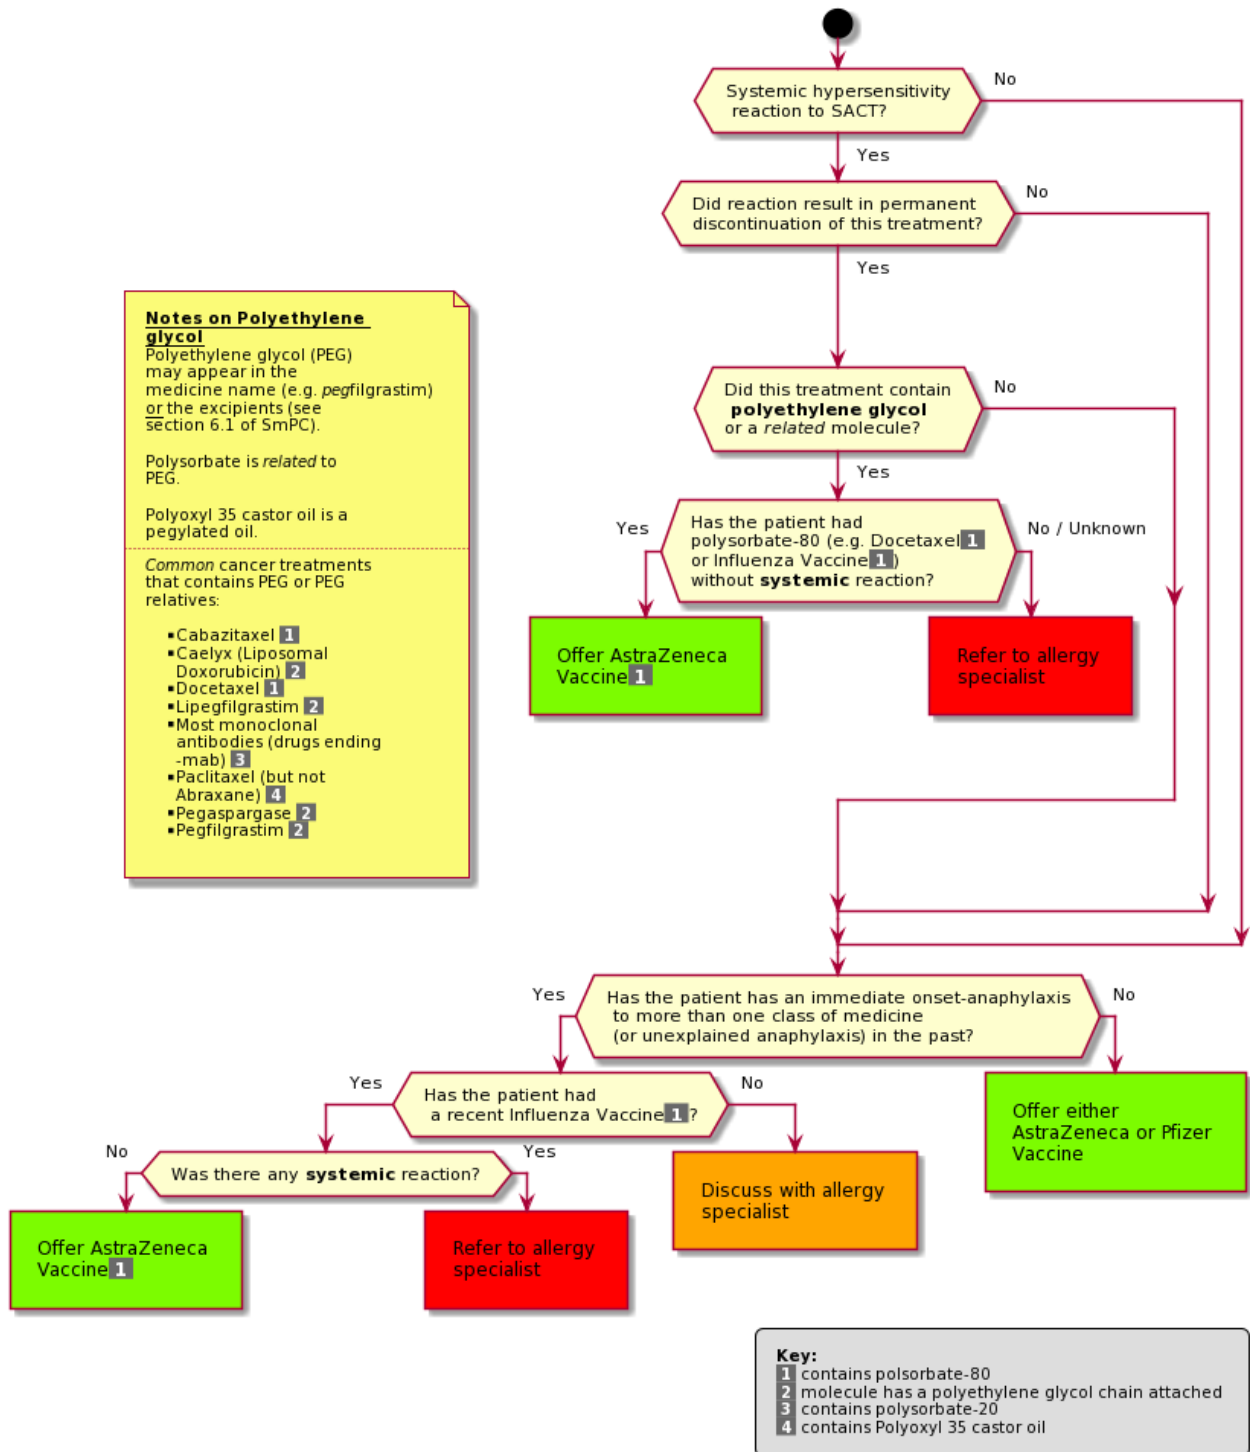 Systemic hypersensitivity
reaction to SACT?
No
Yes
Did reaction result in permanent
discontinuation of this treatment?
No
Yes
Notes on Polyethylene
glycol
Polyethylene glycol (PEG)
may appear in the
medicine name (e.g. pegfilgrastim)
or the excipients (see
section 6.1 of SmPC).
Polysorbate is related to
PEG.
Polyoxyl 35 castor oil is a
pegylated oil.
Common cancer treatments
that contains PEG or PEG
relatives:
▪Cabazitaxel 1
▪Caelyx (Liposomal
Doxorubicin) 2
▪Docetaxel 1
▪Lipegfilgrastim 2
▪Most monoclonal
antibodies (drugs ending
-mab) 3
▪Paclitaxel (but not
Abraxane) 4
▪Pegaspargase 2
▪Pegfilgrastim 2
Did this treatment contain
polyethylene glycol
or a related molecule?
No
Yes
Has the patient had
polysorbate-80 (e.g. Docetaxel 1
or Influenza Vaccine 1 )
without systemic reaction?
Yes
No / Unknown
Offer AstraZeneca
Vaccine 1
Refer to allergy
specialist
Has the patient has an immediate onset-anaphylaxis
to more than one class of medicine
(or unexplained anaphylaxis) in the past?
Yes
No
Has the patient had
a recent Influenza Vaccine 1 ?
Yes
No
Offer either
AstraZeneca or Pfizer
Vaccine
Was there any systemic reaction?
No
Yes
Discuss with allergy
specialist
Offer AstraZeneca
Vaccine 1
Refer to allergy
specialist
Key:
1 contains polsorbate-80
2 molecule has a polyethylene glycol chain attached
3 contains polysorbate-20
4 contains Polyoxyl 35 castor oil